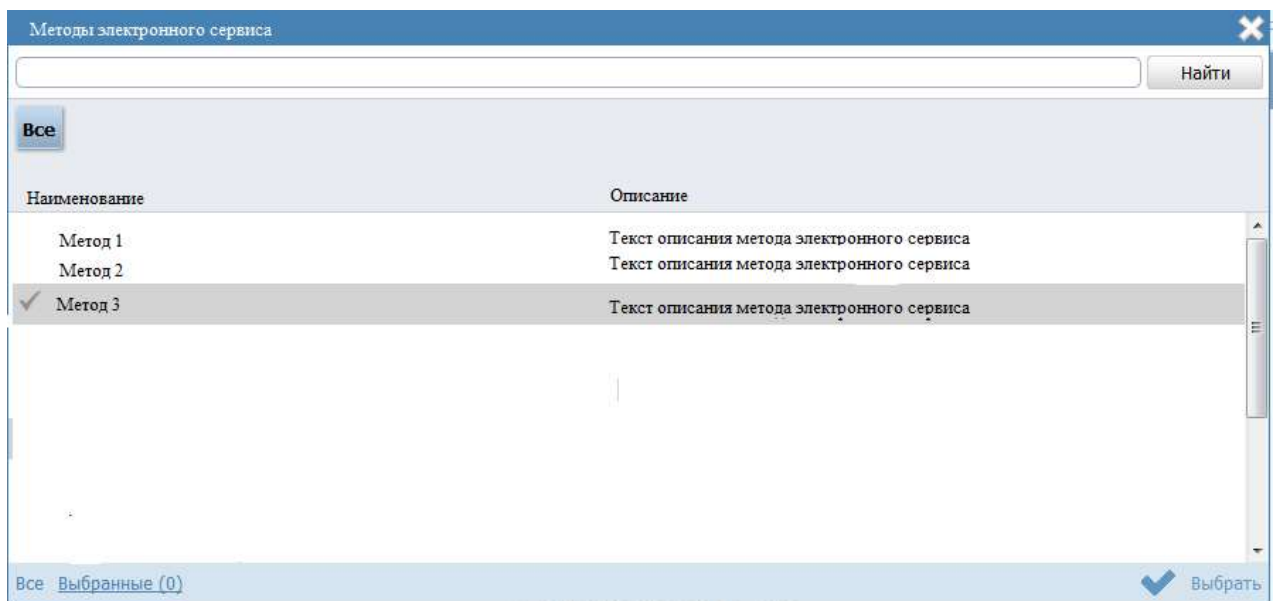 Методы электронного сервиса
Найти
Все
Наименование Описание
Метод 1 Текст описания метода электронного сервиса
Метод 2 Текст описания метода электронного сервиса
Метод 3 Текст описания метода электронного сервиса
Все Выбранные (0) Выбрать